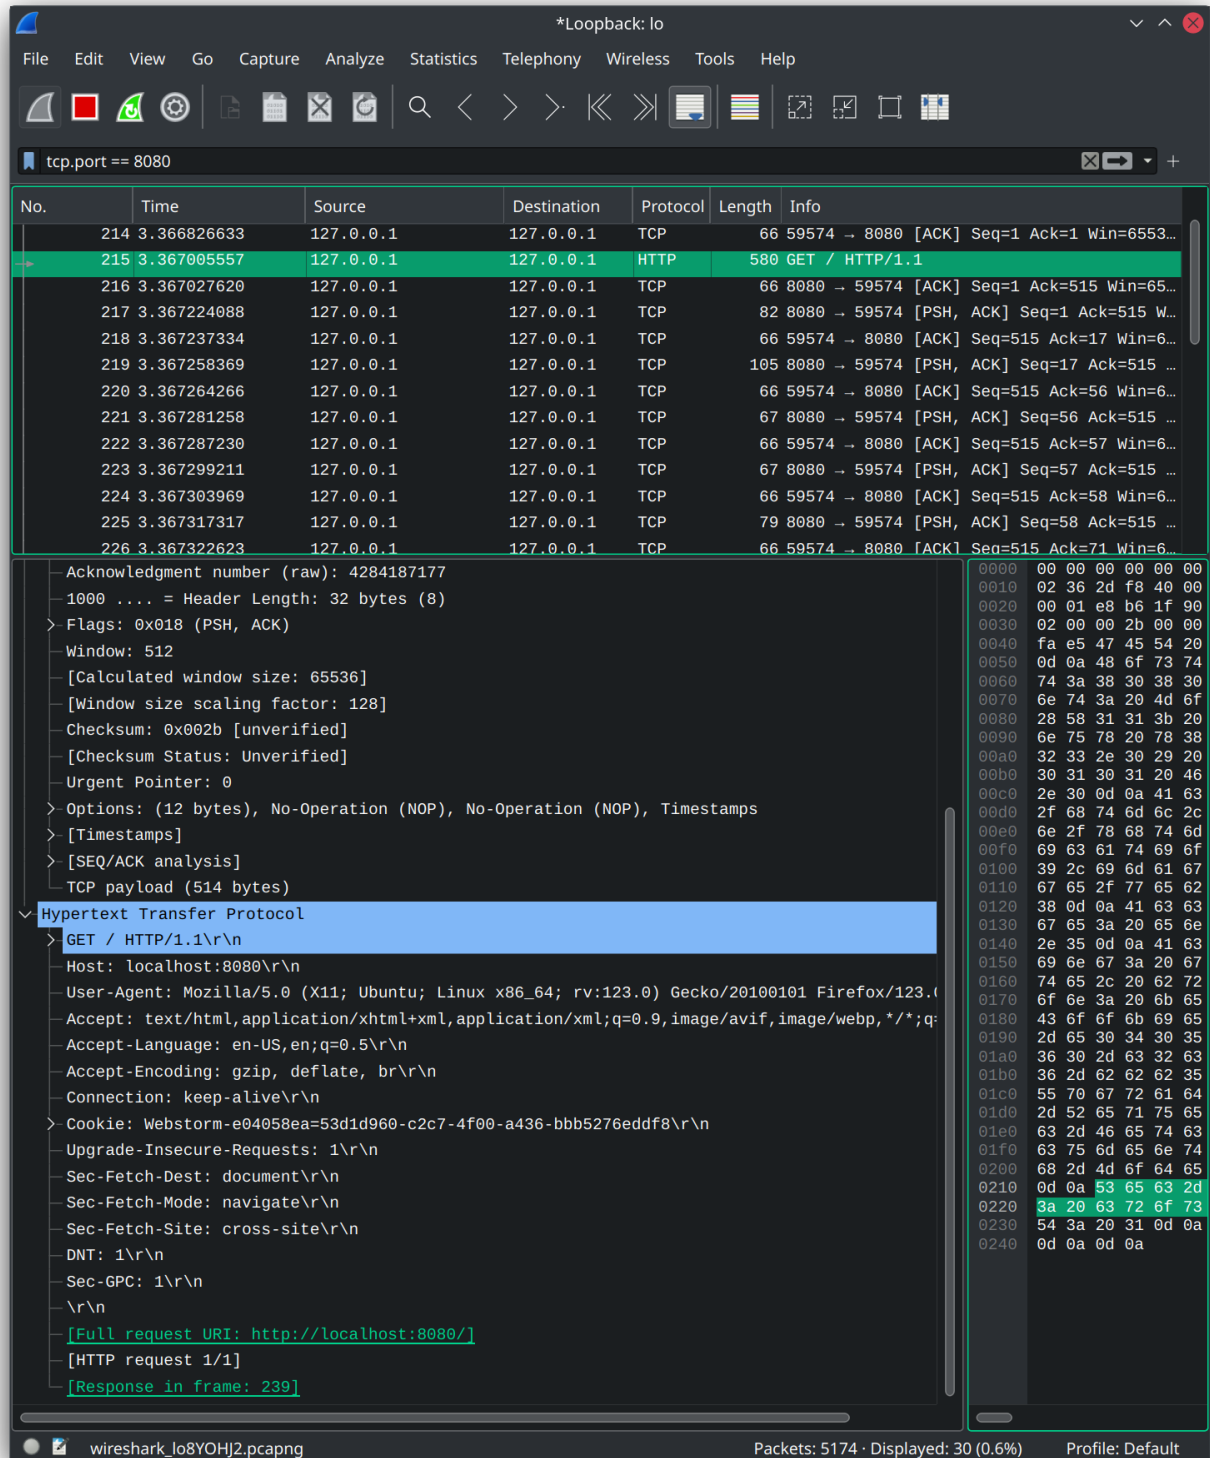 *Loopback: lo
File Edit View Go Capture Analyze Statistics Telephony Wireless Tools Help
tcp.port == 8080
No. Time Source Destination Protocol Length Info
214 3.366826633 127.0.0.1 127.0.0.1 TCP 66 59574 → 8080 [ACK] Seq=1 Ack=1 Win=6553…
215 3.367005557 127.0.0.1 127.0.0.1 HTTP 580 GET / HTTP/1.1
216 3.367027620 127.0.0.1 127.0.0.1 TCP 66 8080 → 59574 [ACK] Seq=1 Ack=515 Win=65…
217 3.367224088 127.0.0.1 127.0.0.1 TCP 82 8080 → 59574 [PSH, ACK] Seq=1 Ack=515 W…
218 3.367237334 127.0.0.1 127.0.0.1 TCP 66 59574 → 8080 [ACK] Seq=515 Ack=17 Win=6…
219 3.367258369 127.0.0.1 127.0.0.1 TCP 105 8080 → 59574 [PSH, ACK] Seq=17 Ack=515 …
220 3.367264266 127.0.0.1 127.0.0.1 TCP 66 59574 → 8080 [ACK] Seq=515 Ack=56 Win=6…
221 3.367281258 127.0.0.1 127.0.0.1 TCP 67 8080 → 59574 [PSH, ACK] Seq=56 Ack=515 …
222 3.367287230 127.0.0.1 127.0.0.1 TCP 66 59574 → 8080 [ACK] Seq=515 Ack=57 Win=6…
223 3.367299211 127.0.0.1 127.0.0.1 TCP 67 8080 → 59574 [PSH, ACK] Seq=57 Ack=515 …
224 3.367303969 127.0.0.1 127.0.0.1 TCP 66 59574 → 8080 [ACK] Seq=515 Ack=58 Win=6…
225 3.367317317 127.0.0.1 127.0.0.1 TCP 79 8080 → 59574 [PSH, ACK] Seq=58 Ack=515 …
226 3.367322623 127.0.0.1 127.0.0.1 TCP 66 59574 → 8080 [ACK] Seq=515 Ack=71 Win=6…
Acknowledgment number (raw): 4284187177
1000 .... = Header Length: 32 bytes (8)
Flags: 0x018 (PSH, ACK)
Window: 512
[Calculated window size: 65536]
[Window size scaling factor: 128]
Checksum: 0x002b [unverified]
[Checksum Status: Unverified]
Urgent Pointer: 0
Options: (12 bytes), No-Operation (NOP), No-Operation (NOP), Timestamps
[Timestamps]
[SEQ/ACK analysis]
TCP payload (514 bytes)
Hypertext Transfer Protocol
GET / HTTP/1.1\r\n
Host: localhost:8080\r\n
User-Agent: Mozilla/5.0 (X11; Ubuntu; Linux x86_64; rv:123.0) Gecko/20100101 Firefox/123.
Accept: text/html,application/xhtml+xml,application/xml;q=0.9,image/avif,image/webp,*/*;q
Accept-Language: en-US,en;q=0.5\r\n
Accept-Encoding: gzip, deflate, br\r\n
Connection: keep-alive\r\n
Cookie: Webstorm-e04058ea=53d1d960-c2c7-4f00-a436-bbb5276eddf8\r\n
Upgrade-Insecure-Requests: 1\r\n
Sec-Fetch-Dest: document\r\n
Sec-Fetch-Mode: navigate\r\n
Sec-Fetch-Site: cross-site\r\n
DNT: 1\r\n
Sec-GPC: 1\r\n
\r\n
[Full request URI: http://localhost:8080/]
[HTTP request 1/1]
[Response in frame: 239]
0000 00 00 00 00 00 00
0010 02 36 2d f8 40 00
0020 00 01 e8 b6 1f 90
0030 02 00 00 2b 00 00
0040 fa e5 47 45 54 20
0050 0d 0a 48 6f 73 74
0060 74 3a 38 30 38 30
0070 6e 74 3a 20 4d 6f
0080 28 58 31 31 3b 20
0090 6e 75 78 20 78 38
00a0 32 33 2e 30 29 20
00b0 30 31 30 31 20 46
00c0 2e 30 0d 0a 41 63
00d0 2f 68 74 6d 6c 2c
00e0 6e 2f 78 68 74 6d
00f0 69 63 61 74 69 6f
0100 39 2c 69 6d 61 67
0110 67 65 2f 77 65 62
0120 38 0d 0a 41 63 63
0130 67 65 3a 20 65 6e
0140 2e 35 0d 0a 41 63
0150 69 6e 67 3a 20 67
0160 74 65 2c 20 62 72
0170 6f 6e 3a 20 6b 65
0180 43 6f 6f 6b 69 65
0190 2d 65 30 34 30 35
01a0 36 30 2d 63 32 63
01b0 36 2d 62 62 62 35
01c0 55 70 67 72 61 64
01d0 2d 52 65 71 75 65
01e0 63 2d 46 65 74 63
01f0 63 75 6d 65 6e 74
0200 68 2d 4d 6f 64 65
0210 0d 0a 53 65 63 2d
0220 3a 20 63 72 6f 73
0230 54 3a 20 31 0d 0a
0240 0d 0a 0d 0a
wireshark_lo8YOHJ2.pcapng
Packets: 5174 · Displayed: 30 (0.6%)
Profile: Default